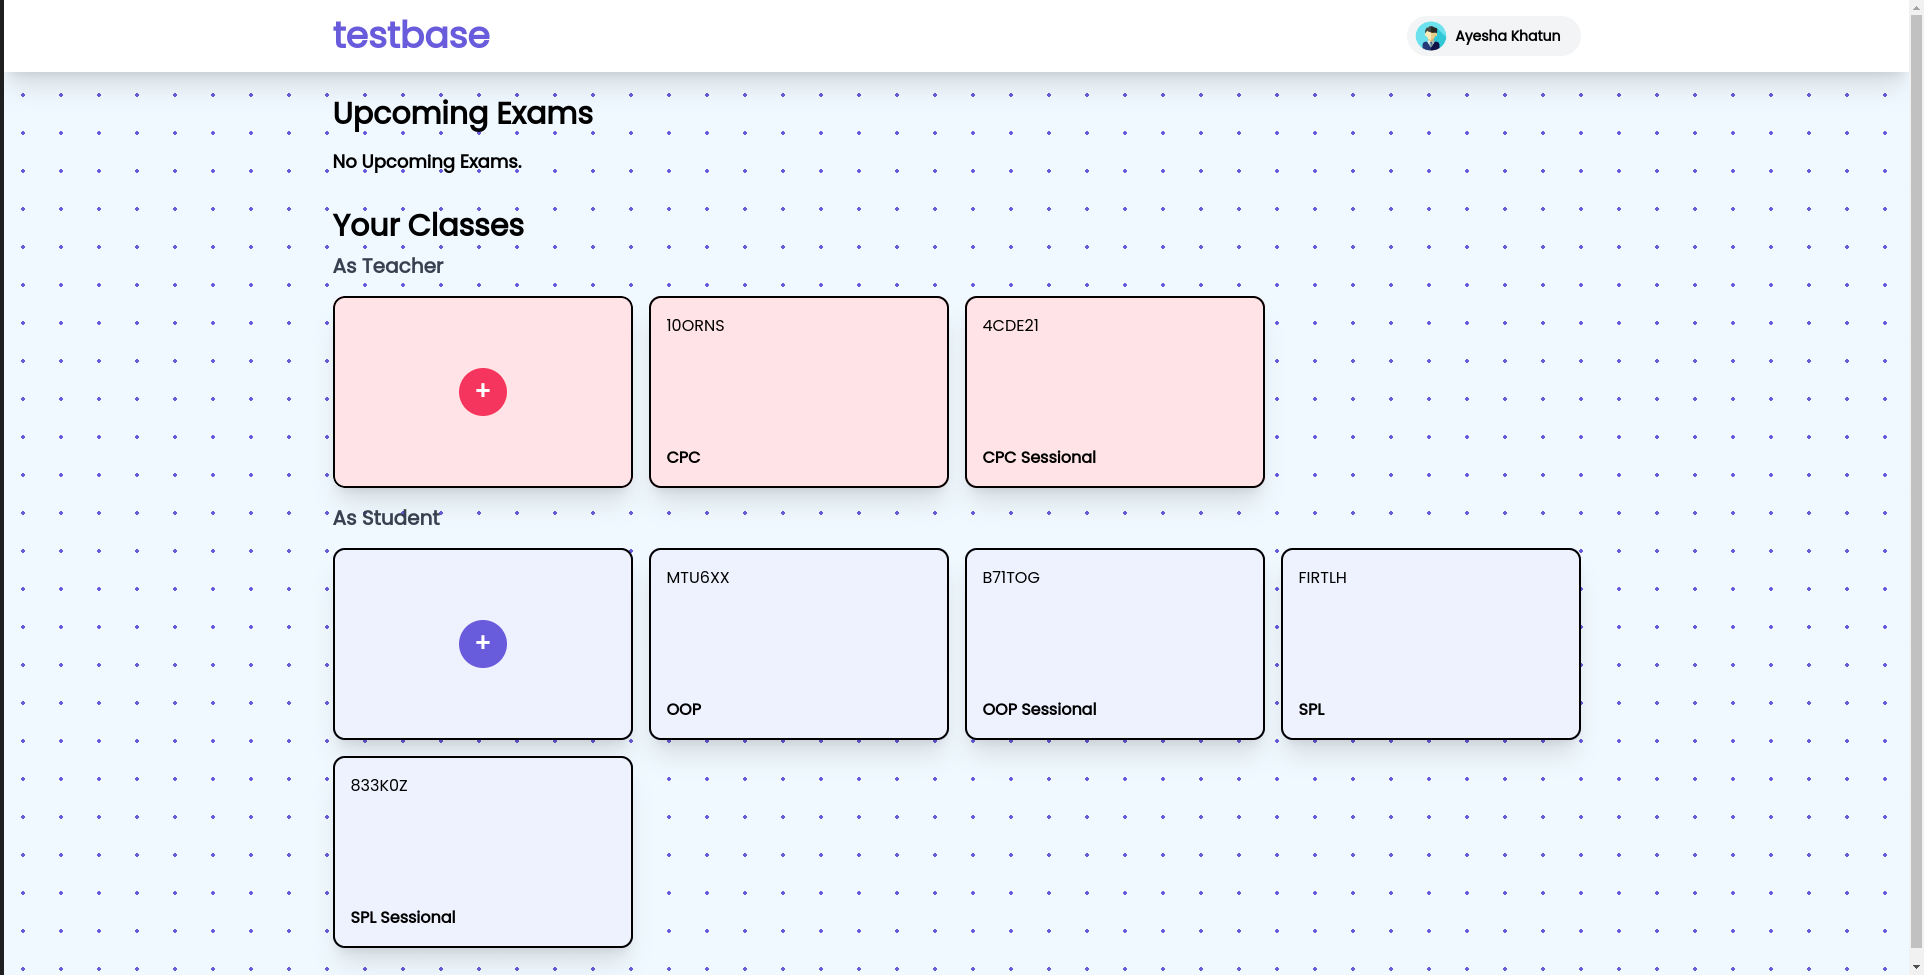 testbase
Ayesha Khatun
Upcoming Exams
No Upcoming Exams.
Your Classes
As Teacher
+
10ORNS
CPC
4CDE21
CPC Sessional
As Student
+
MTU6XX
OOP
B71TOG
OOP Sessional
FIRTLH
SPL
833K0Z
SPL Sessional